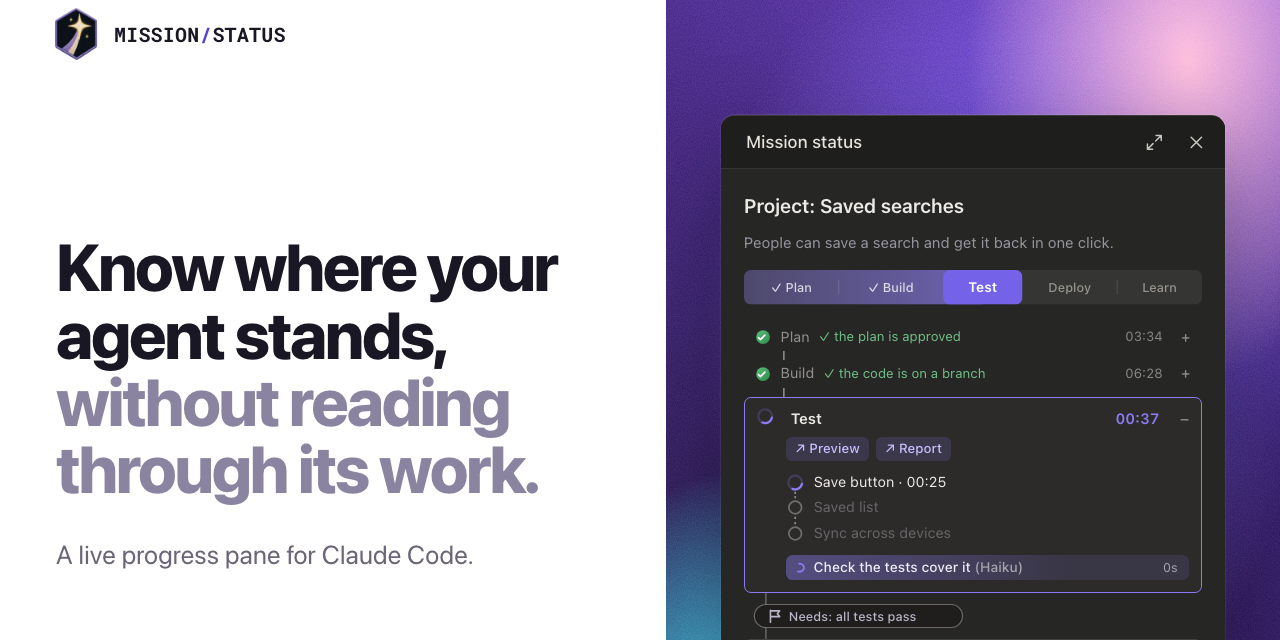 MISSION/STATUS
Know where your
agent stands,
without reading
through its work.
A live progress pane for Claude Code.
Mission status
Project: Saved searches
People can save a search and get it back in one click.
✓ Plan
✓ Build
Test
Deploy
Learn
Plan ✓ the plan is approved 03:34 +
Build ✓ the code is on a branch 06:28 +
Test 00:37 −
↗ Preview ↗ Report
Save button · 00:25
Saved list
Sync across devices
Check the tests cover it (Haiku) 0s
Needs: all tests pass